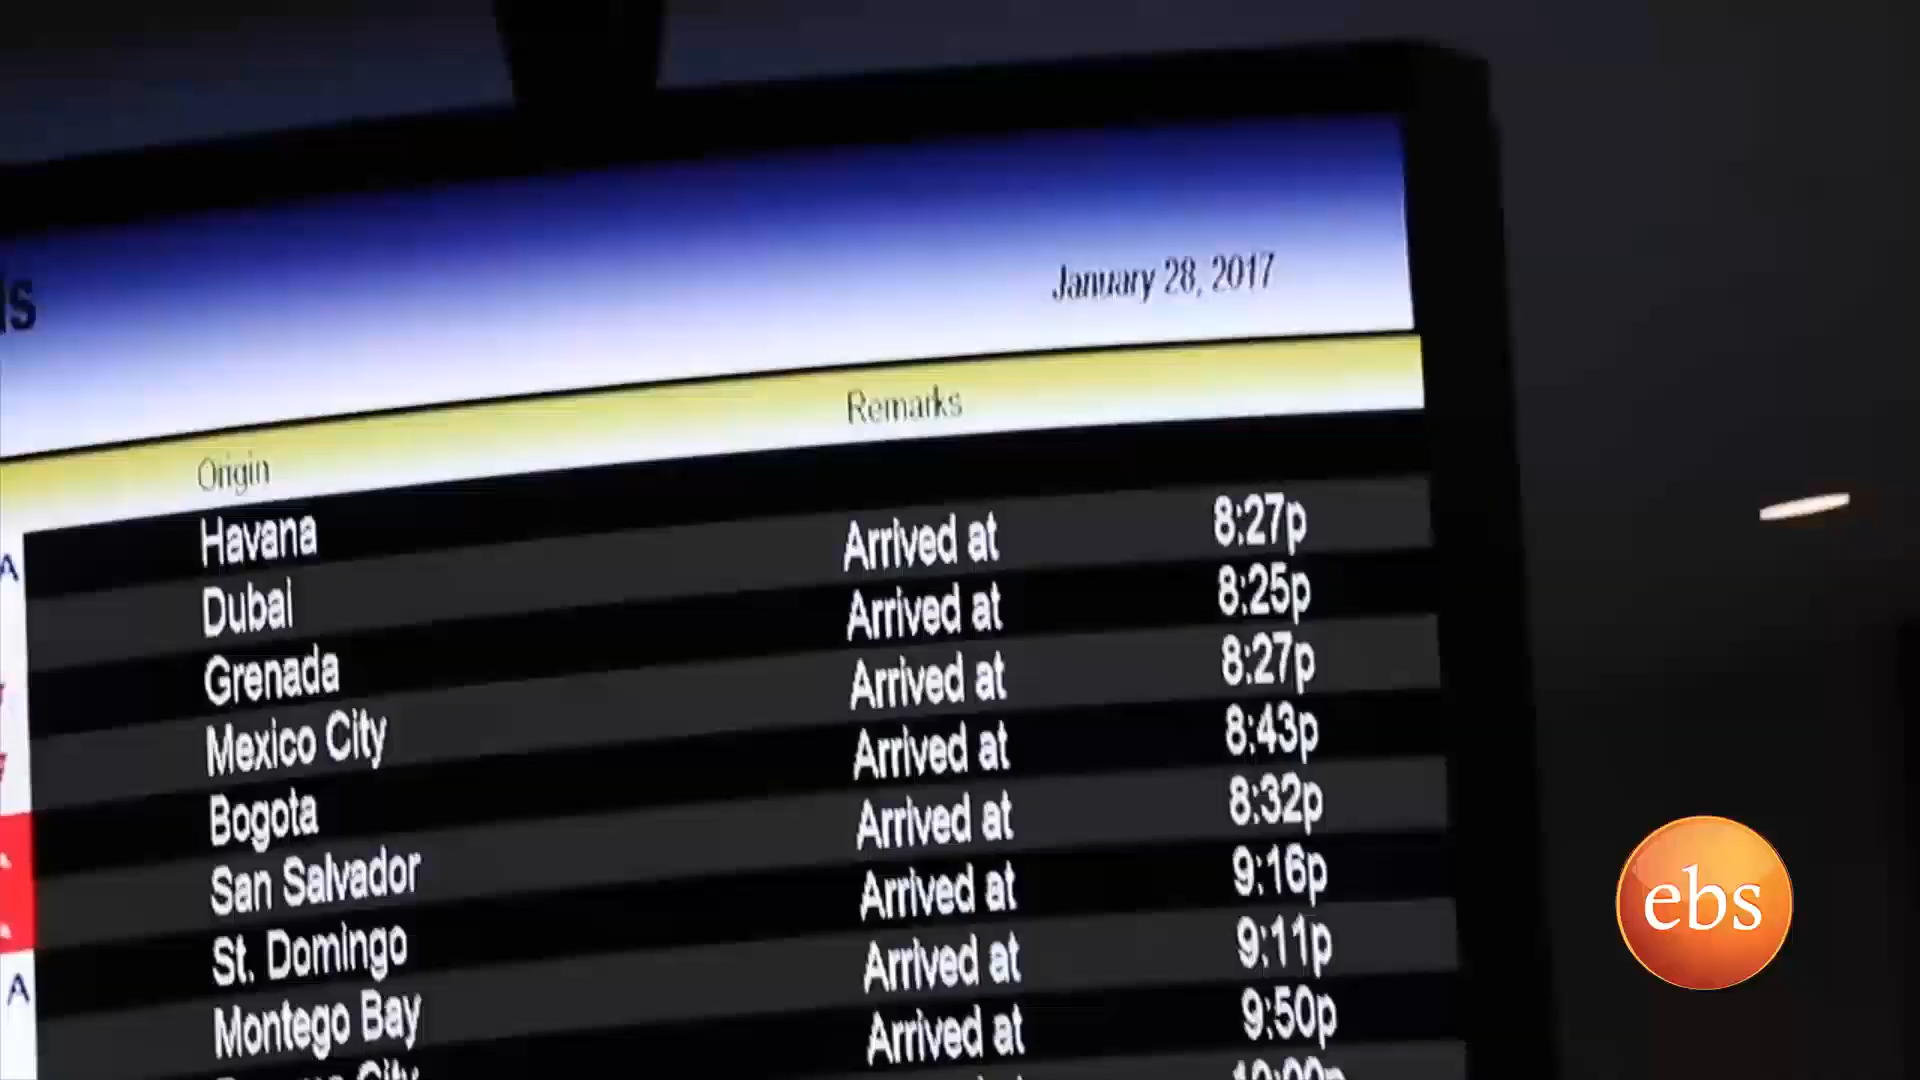 January 28, 2017
Origin Remarks
Havana Arrived at 8:27p
Dubai Arrived at 8:25p
Grenada Arrived at 8:27p
Mexico City Arrived at 8:43p
Bogota Arrived at 8:32p
San Salvador Arrived at 9:16p
St. Domingo Arrived at 9:11p
Montego Bay Arrived at 9:50p
City
ebs